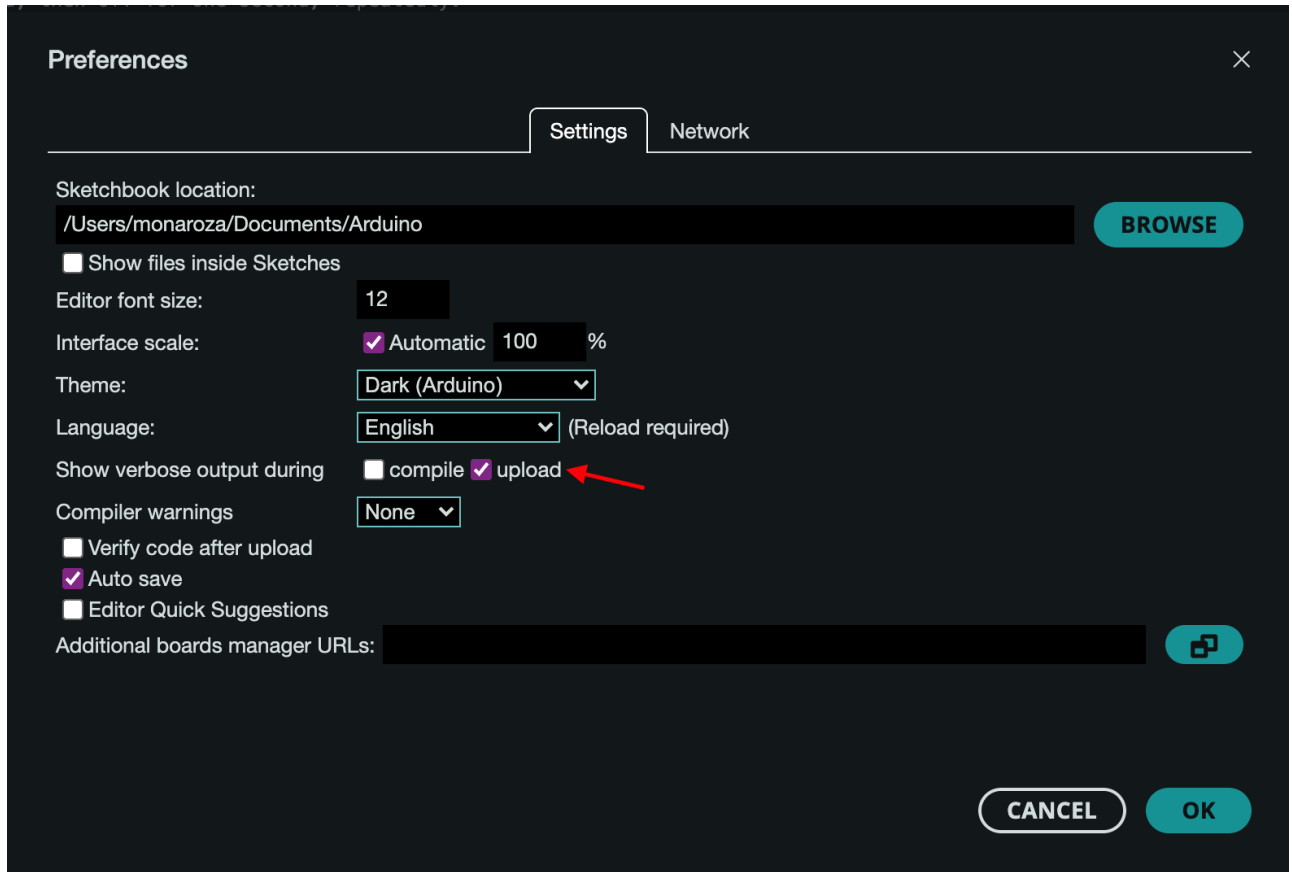 Preferences
Settings Network
Sketchbook location:
/Users/monaroza/Documents/Arduino
BROWSE
Show files inside Sketches
Editor font size: 12
Interface scale: Automatic 100 %
Theme: Dark (Arduino)
Language: English (Reload required)
Show verbose output during compile upload
Compiler warnings None
Verify code after upload
Auto save
Editor Quick Suggestions
Additional boards manager URLs:
CANCEL OK